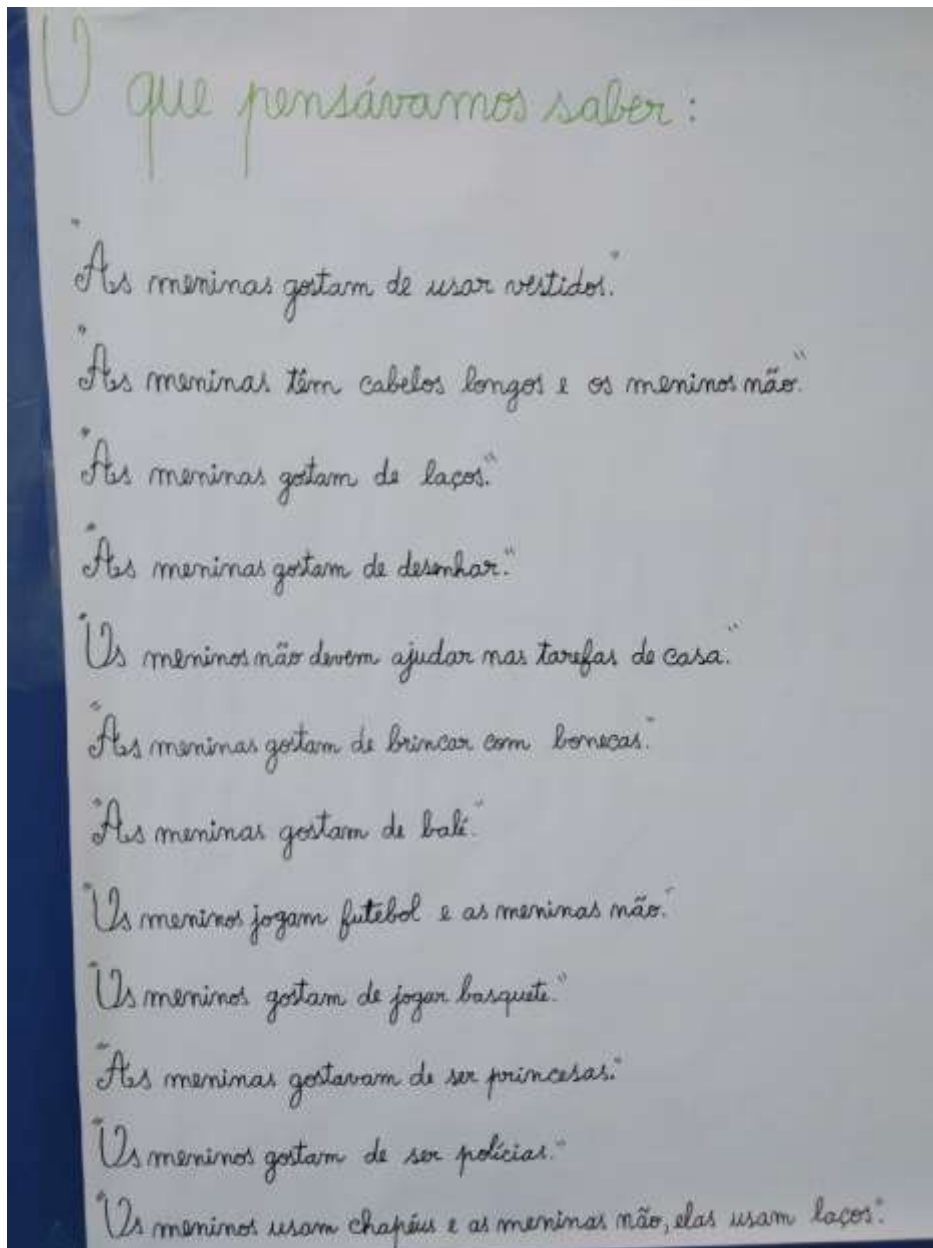 O que pensávamos saber:
"As meninas gostam de usar vestidos."
"As meninas têm cabelos longos e os meninos não."
"As meninas gostam de laços."
"As meninas gostam de desenhar."
"Os meninos não devem ajudar nas tarefas de casa."
"As meninas gostam de brincar com bonecas."
"As meninas gostam de balé."
"Os meninos jogam futebol e as meninas não."
"Os meninos gostam de jogar basquete."
"As meninas gostavam de ser princesas."
"Os meninos gostam de ser polícias."
"Os meninos usam chapéus e as meninas não, elas usam laços".